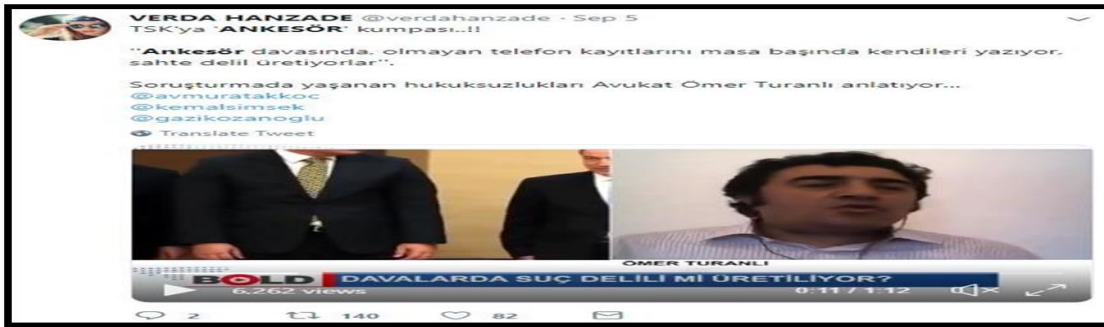 VERDA HANZADE @verdahanzade · Sep 5
TSK'ya 'ANKESÖR' kumpası..!!
"Ankesör davasında, olmayan telefon kayıtlarını masa başında kendileri yazıyor,
sahte delil üretiyorlar".
Soruşturmada yaşanan hukuksuzlukları Avukat Ömer Turanlı anlatıyor...
@avmuratakkoc
@kemalsimsek
@gazikozanoglu
Translate Tweet
ÖMER TURANLI
BOLD DAVALARDA SUÇ DELİLİ Mİ ÜRETİLİYOR?
6,262 views 0:11 / 1:12
2 140 82